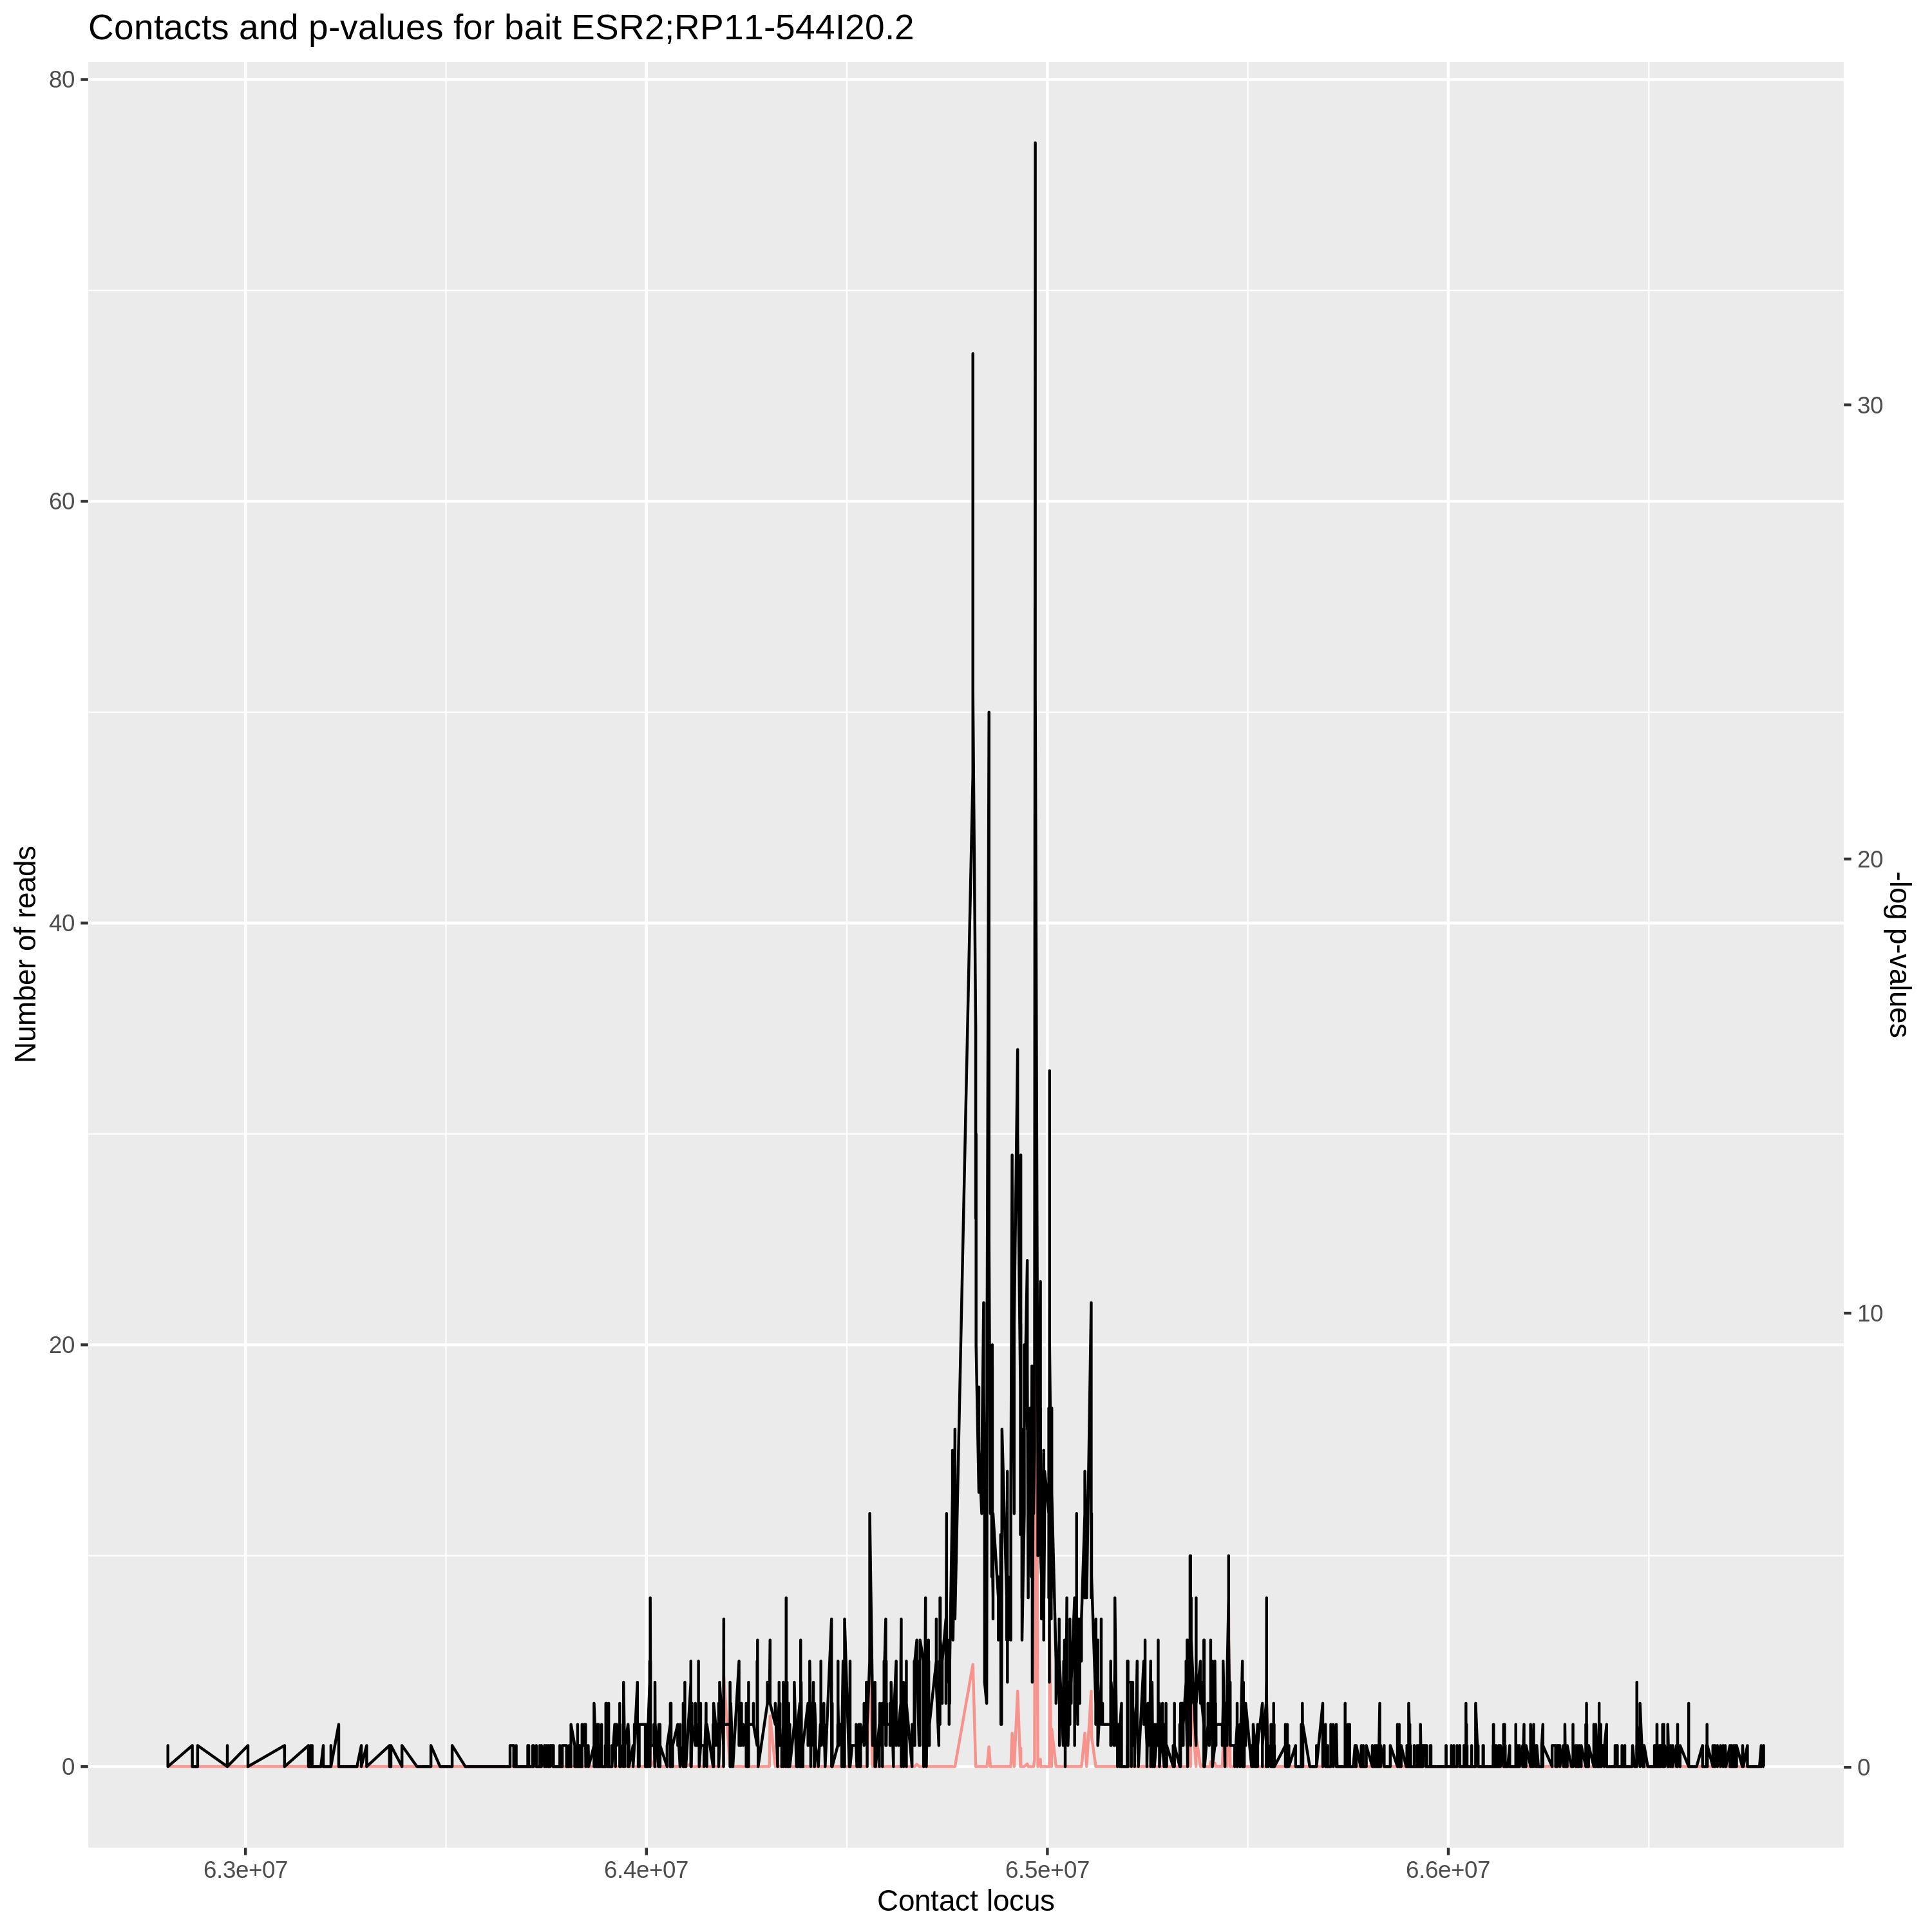 Contacts and p-values for bait ESR2;RP11-544I20.2
80
60
40
20
0
Number of reads
30
20
10
0
-log p-values
6.3e+07
6.4e+07
6.5e+07
6.6e+07
Contact locus